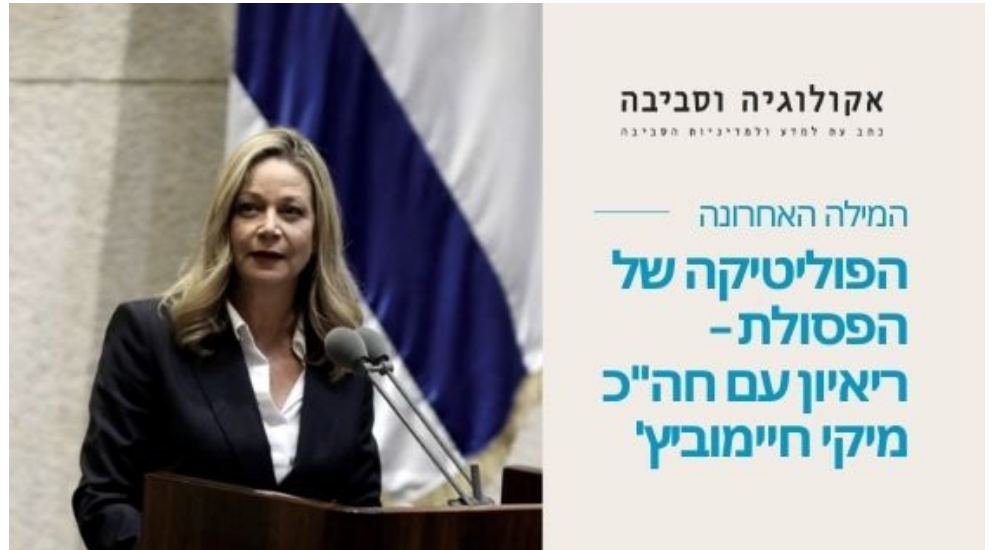 אקולוגיה וסביבה
כתב עת למדע ולמדיניות הסביבה
המילה האחרונה
הפוליטיקה של
הפסולת –
ריאיון עם חה"כ
מיקי חיימוביץ'